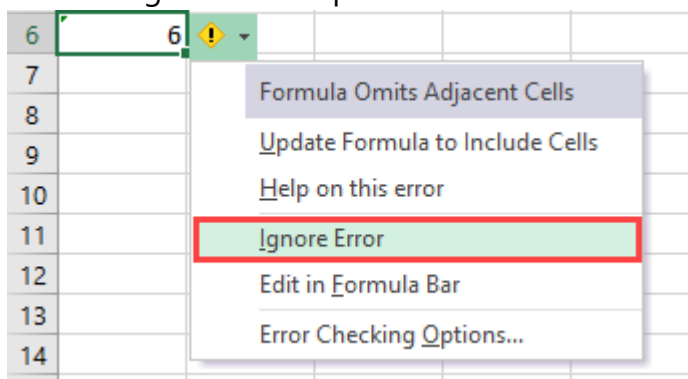 6 6
7 Formula Omits Adjacent Cells
8
9 Update Formula to Include Cells
10 Help on this error
11 Ignore Error
12 Edit in Formula Bar
13
14 Error Checking Options...